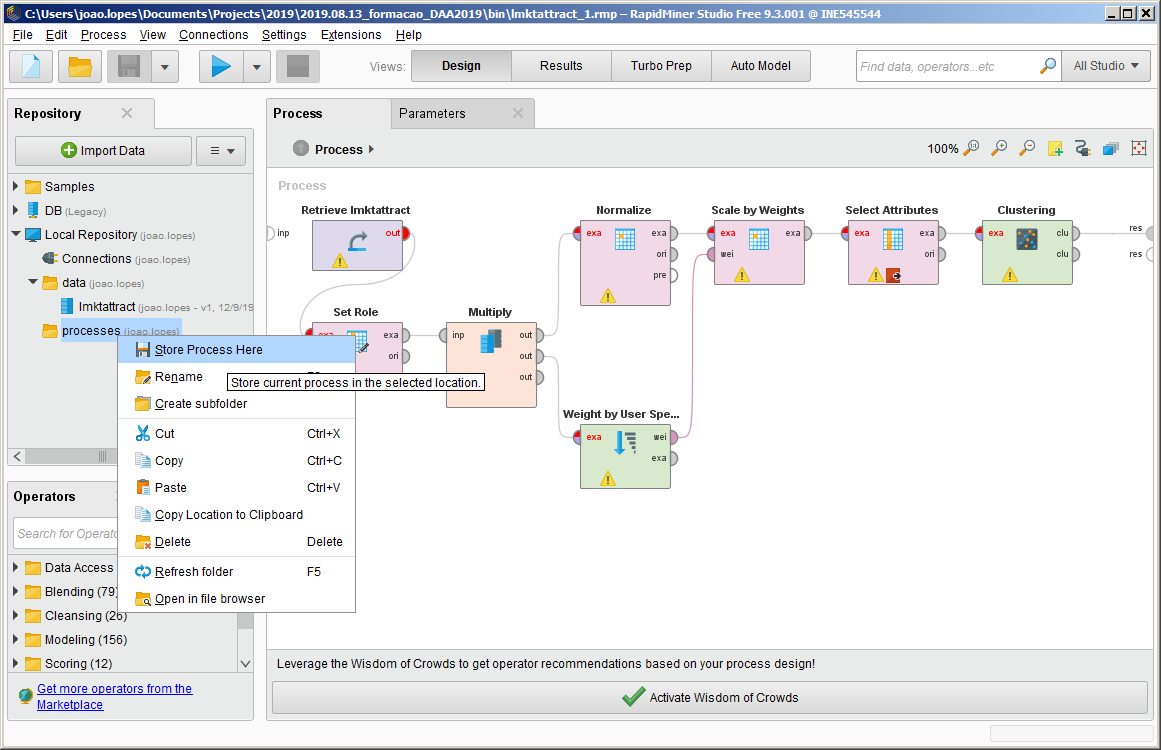 C:\Users\joao.lopes\Documents\Projects\2019\2019.08.13_formacao_DAA2019\bin\lmktattract_1.rmp – RapidMiner Studio Free 9.3.001 @ INE545544
File Edit Process View Connections Settings Extensions Help
Views: Design Results Turbo Prep Auto Model Find data, operators...etc All Studio
Repository
Import Data
Samples
DB (Legacy)
Local Repository (joao.lopes)
Connections (joao.lopes)
data (joao.lopes)
lmktattract (joao.lopes - v1, 12/9/19
processes (joao.lopes)
Store Process Here
Rename
Store current process in the selected location.
Create subfolder
Cut Ctrl+X
Copy Ctrl+C
Paste Ctrl+V
Copy Location to Clipboard
Delete Delete
Refresh folder F5
Open in file browser
Operators
Search for Operato
Data Access
Blending (79)
Cleansing (26)
Modeling (156)
Scoring (12)
Get more operators from the
Marketplace
Process Parameters
Process 100%
Process
inp
Retrieve lmktattract
out
Set Role
exa exa
ori
Multiply
inp out
out
out
Normalize
exa exa
ori
pre
Weight by User Spe...
exa wei
exa
Scale by Weights
exa exa
wei
Select Attributes
exa exa
ori
Clustering
exa clu
clu
res
res
Leverage the Wisdom of Crowds to get operator recommendations based on your process design!
Activate Wisdom of Crowds